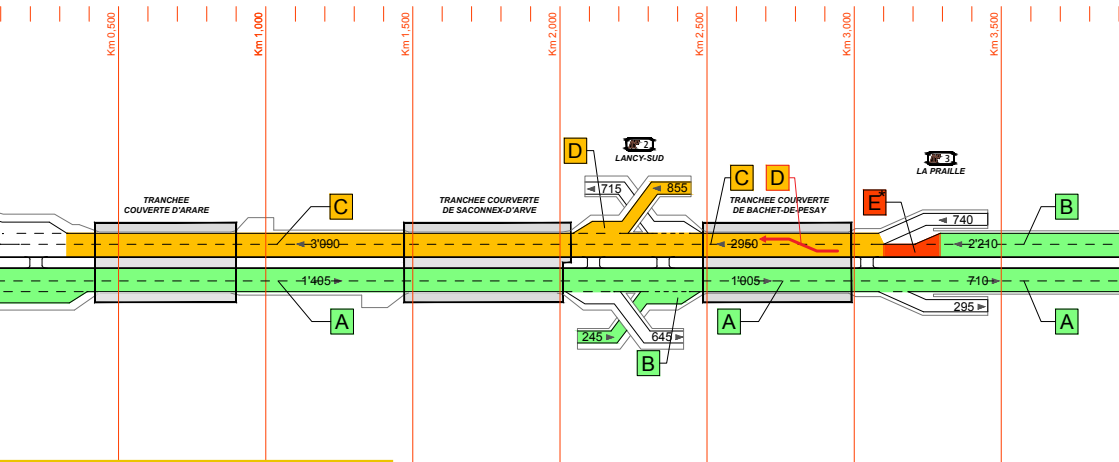 Km 0,500
Km 1,000
Km 1,500
Km 2,000
Km 2,500
Km 3,000
Km 3,500
2
LANCY-SUD
3
LA PRAILLE
TRANCHEE
COUVERTE D'ARARE
TRANCHEE COURVERTE
DE SACONNEX-D'ARVE
TRANCHEE COURVERTE
DE BACHET-DE-PESAY
D
C
C
D
E*
B
715
855
740
3'090
2950
2'210
1'405
1'005
710
295
A
A
A
245
645
B